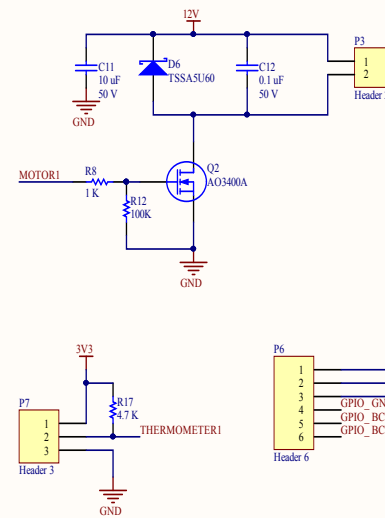 12V
P3
C11
10 uF
50 V
D6
TSSA5U60
C12
0.1 uF
50 V
1
2
Header
GND
MOTOR1
R8
1 K
Q2
AO3400A
R12
100K
GND
3V3
P6
P7
R17
4.7 K
1
2
3
THERMOMETER1
Header 3
1
2
3
4
5
6
GPIO_GN
GPIO_BC
GPIO_BC
Header 6
GND